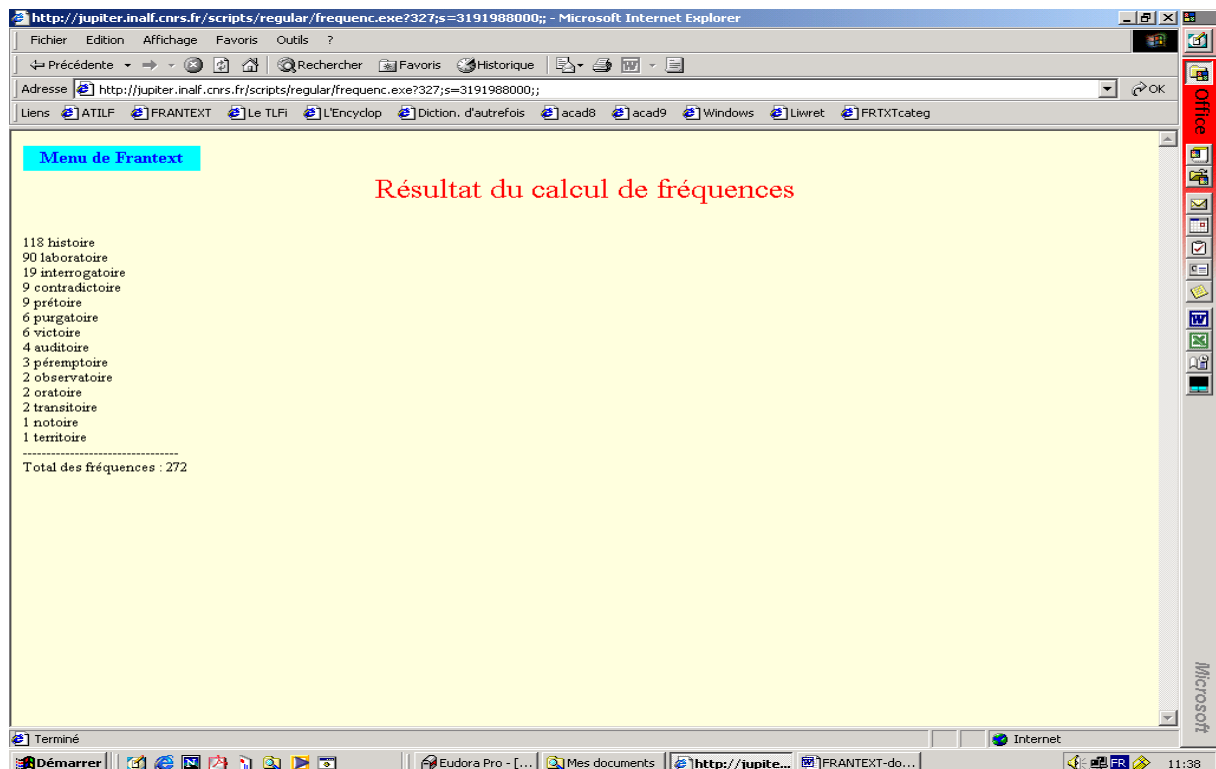 http://jupiter.inalf.cnrs.fr/scripts/regular/frequenc.exe?327;s=3191988000;; - Microsoft Internet Explorer
Fichier Edition Affichage Favoris Outils ?
Précédente Rechercher Favoris Historique
Adresse http://jupiter.inalf.cnrs.fr/scripts/regular/frequenc.exe?327;s=3191988000;; OK
Liens ATILF FRANTEXT Le TLFi L'Encyclop Diction. d'autrefois acad8 acad9 Windows Liwret FRTXTcateg
Office
Menu de Frantext
Résultat du calcul de fréquences
118 histoire
90 laboratoire
19 interrogatoire
9 contradictoire
9 prétoire
6 purgatoire
6 victoire
4 auditoire
3 péremptoire
2 observatoire
2 oratoire
2 transitoire
1 notoire
1 territoire
---------------------------------
Total des fréquences : 272
Microsoft
Terminé Internet
Démarrer Eudora Pro - [... Mes documents http://jupite... FRANTEXT-do... FR 11:38